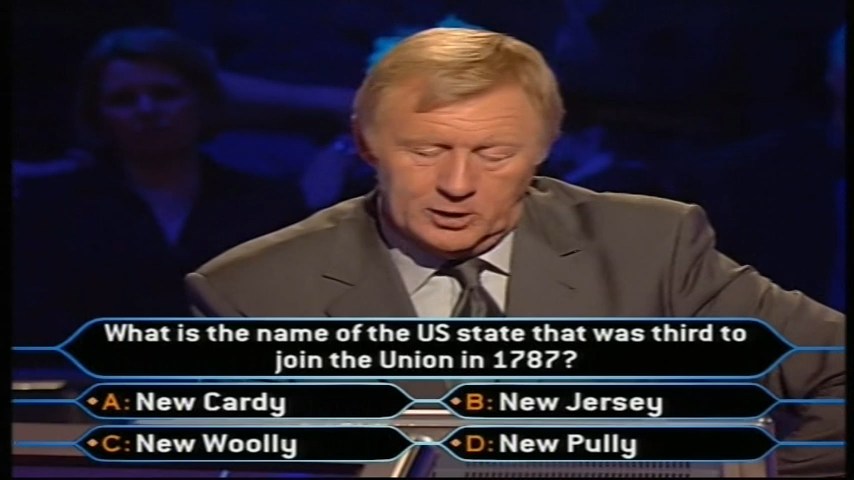 What is the name of the US state that was third to
join the Union in 1787?
A: New Cardy
B: New Jersey
C: New Woolly
D: New Pully